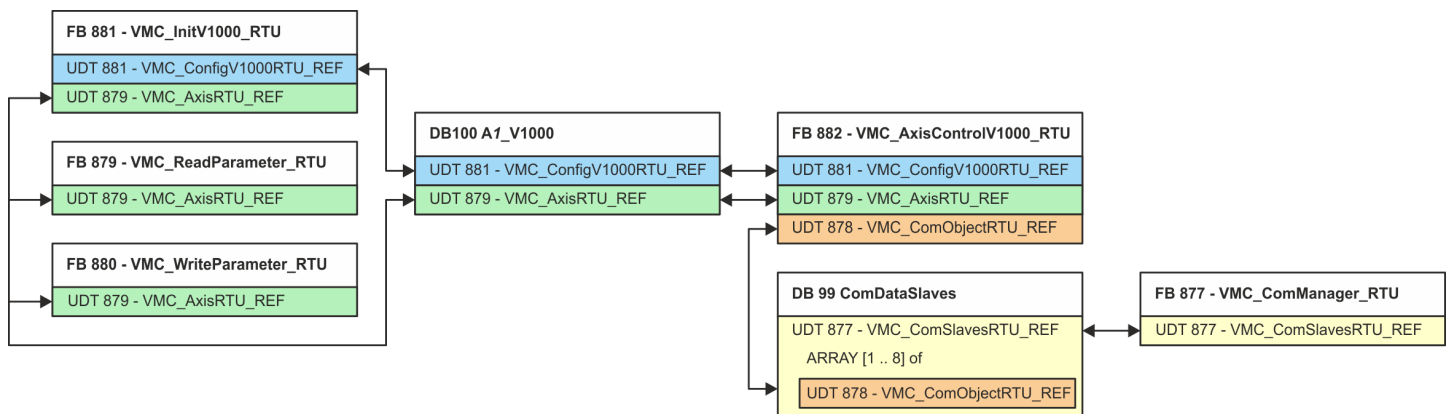 FB 881 - VMC_InitV1000_RTU
UDT 881 - VMC_ConfigV1000RTU_REF
UDT 879 - VMC_AxisRTU_REF
FB 879 - VMC_ReadParameter_RTU
UDT 879 - VMC_AxisRTU_REF
FB 880 - VMC_WriteParameter_RTU
UDT 879 - VMC_AxisRTU_REF
DB100 A1_V1000
UDT 881 - VMC_ConfigV1000RTU_REF
UDT 879 - VMC_AxisRTU_REF
FB 882 - VMC_AxisControlV1000_RTU
UDT 881 - VMC_ConfigV1000RTU_REF
UDT 879 - VMC_AxisRTU_REF
UDT 878 - VMC_ComObjectRTU_REF
DB 99 ComDataSlaves
UDT 877 - VMC_ComSlavesRTU_REF
ARRAY [1 .. 8] of
UDT 878 - VMC_ComObjectRTU_REF
FB 877 - VMC_ComManager_RTU
UDT 877 - VMC_ComSlavesRTU_REF